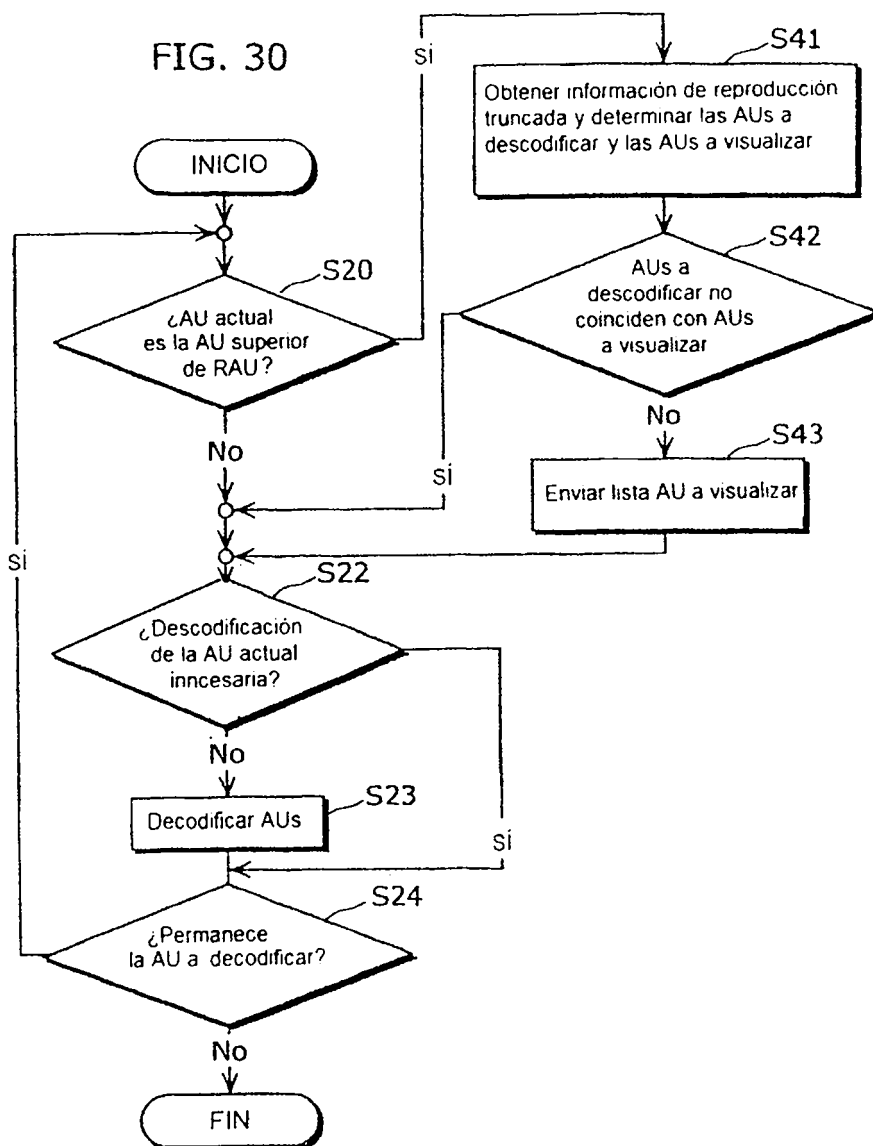 FIG. 30
INICIO
S20
¿AU actual
es la AU superior
de RAU?
SÍ
S41
Obtener información de reproducción
truncada y determinar las AUs a
descodificar y las AUs a visualizar
S42
AUs a
descodificar no
coinciden con AUs
a visualizar
No
SÍ
No
S43
Enviar lista AU a visualizar
SÍ
S22
¿Descodificación
de la AU actual
inncesaria?
No
S23
Decodificar AUs
SÍ
S24
¿Permanece
la AU a decodificar?
No
FIN